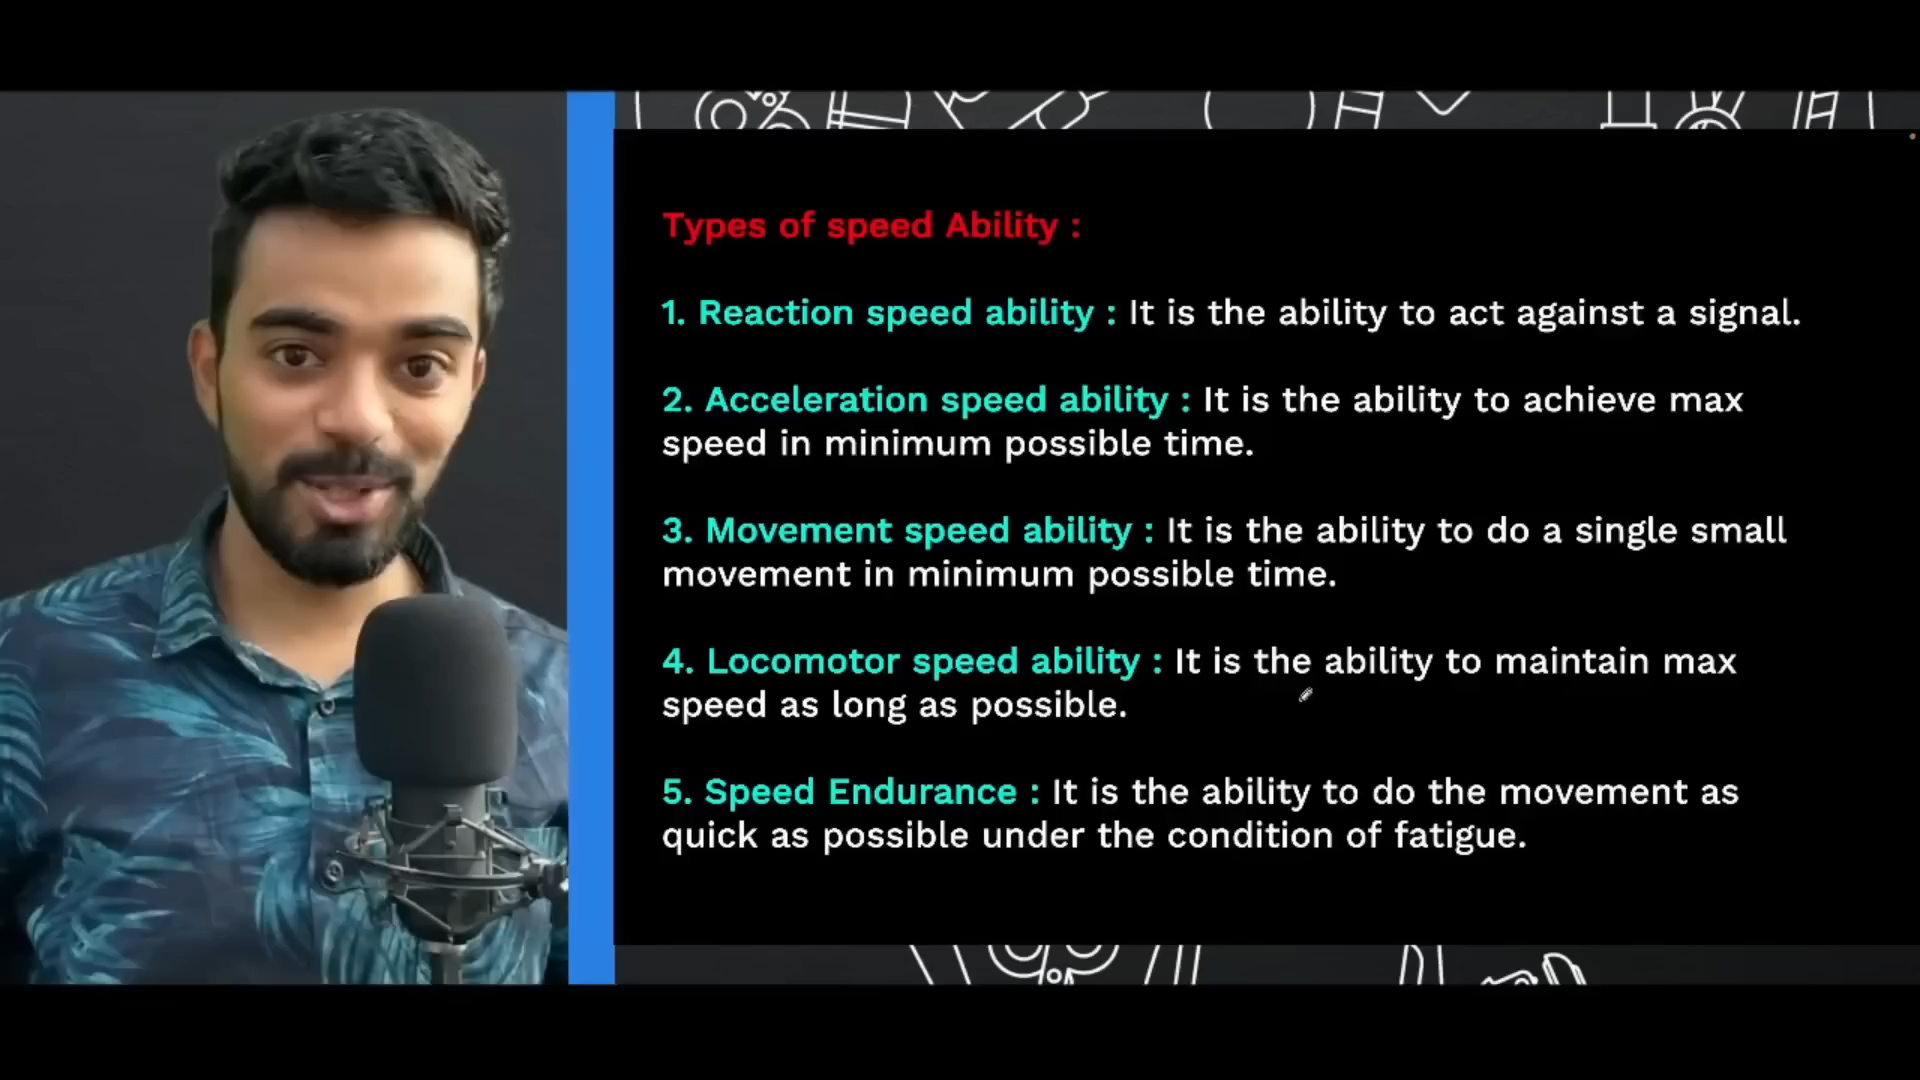 Types of speed Ability :
1. Reaction speed ability : It is the ability to act against a signal.
2. Acceleration speed ability : It is the ability to achieve max
speed in minimum possible time.
3. Movement speed ability : It is the ability to do a single small
movement in minimum possible time.
4. Locomotor speed ability : It is the ability to maintain max
speed as long as possible.
5. Speed Endurance : It is the ability to do the movement as
quick as possible under the condition of fatigue.